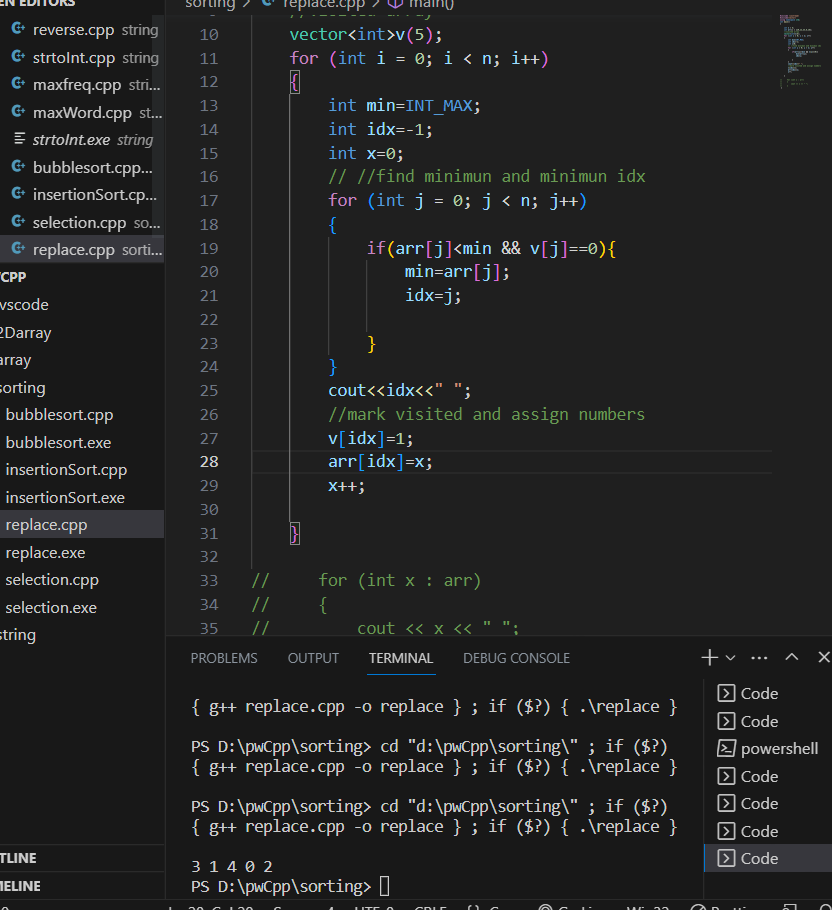 EN EDITORS
reverse.cpp string
strtoInt.cpp string
maxfreq.cpp stri...
maxWord.cpp st...
strtoInt.exe string
bubblesort.cpp...
insertionSort.cp...
selection.cpp so...
replace.cpp sorti...
CPP
vscode
2Darray
array
sorting
bubblesort.cpp
bubblesort.exe
insertionSort.cpp
insertionSort.exe
replace.cpp
replace.exe
selection.cpp
selection.exe
string
TLINE
MELINE
sorting > replace.cpp > main()
10 vector<int>v(5);
11 for (int i = 0; i < n; i++)
12 {
13 int min=INT_MAX;
14 int idx=-1;
15 int x=0;
16 // //find minimun and minimun idx
17 for (int j = 0; j < n; j++)
18 {
19 if(arr[j]<min && v[j]==0){
20 min=arr[j];
21 idx=j;
22
23 }
24 }
25 cout<<idx<<" ";
26 //mark visited and assign numbers
27 v[idx]=1;
28 arr[idx]=x;
29 x++;
30
31 }
32
33 // for (int x : arr)
34 // {
35 // cout << x << " ";
PROBLEMS OUTPUT TERMINAL DEBUG CONSOLE
{ g++ replace.cpp -o replace } ; if ($?) { .\replace }
PS D:\pwCpp\sorting> cd "d:\pwCpp\sorting\" ; if ($?)
{ g++ replace.cpp -o replace } ; if ($?) { .\replace }
PS D:\pwCpp\sorting> cd "d:\pwCpp\sorting\" ; if ($?)
{ g++ replace.cpp -o replace } ; if ($?) { .\replace }
3 1 4 0 2
PS D:\pwCpp\sorting>
Code
Code
powershell
Code
Code
Code
Code